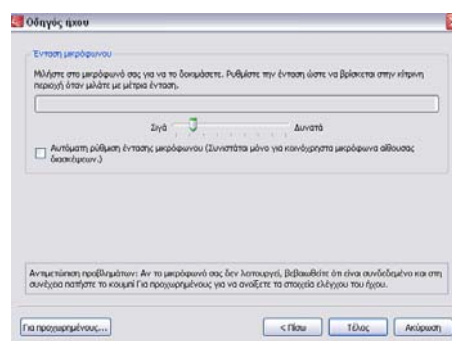 Οδηγός ήχου
Ένταση μικρόφωνου
Μιλήστε στο μικρόφωνό σας για να το δοκιμάσετε. Ρυθμίστε την ένταση ώστε να βρίσκεται στην κίτρινη
περιοχή όταν μιλάτε με μέτρια ένταση.
Σιγά Δυνατά
Αυτόματη ρύθμιση έντασης μικρόφωνου (Συνιστάται μόνο για κοινόχρηστα μικρόφωνα αίθουσας
διασκέψεων.)
Αντιμετώπιση προβλημάτων: Αν το μικρόφωνό σας δεν λειτουργεί, βεβαιωθείτε ότι είναι συνδεδεμένο και στη
συνέχεια πατήστε το κουμπί Για προχωρημένους για να ανοίξετε τα στοιχεία ελέγχου του ήχου.
Για προχωρημένους... < Πίσω Τέλος Ακύρωση